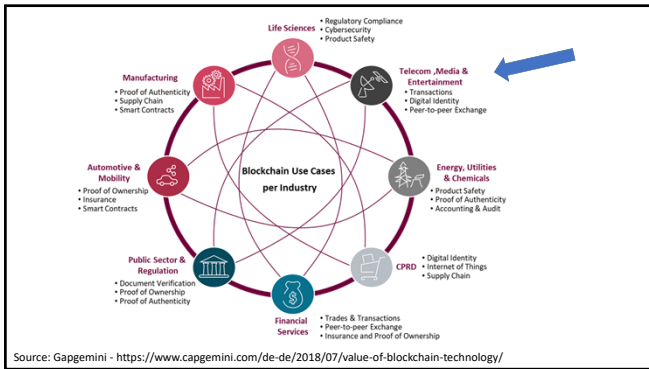 Life Sciences
• Regulatory Compliance
• Cybersecurity
• Product Safety
Telecom ,Media &
Entertainment
• Transactions
• Digital Identity
• Peer-to-peer Exchange
Manufacturing
• Proof of Authenticity
• Supply Chain
• Smart Contracts
Blockchain Use Cases
per Industry
Energy, Utilities
& Chemicals
• Product Safety
• Proof of Authenticity
• Accounting & Audit
Automotive &
Mobility
• Proof of Ownership
• Insurance
• Smart Contracts
CPRD
• Digital Identity
• Internet of Things
• Supply Chain
Public Sector &
Regulation
• Document Verification
• Proof of Ownership
• Proof of Authenticity
Financial
Services
• Trades & Transactions
• Peer-to-peer Exchange
• Insurance and Proof of Ownership
$
Source: Gapgemini - https://www.capgemini.com/de-de/2018/07/value-of-blockchain-technology/